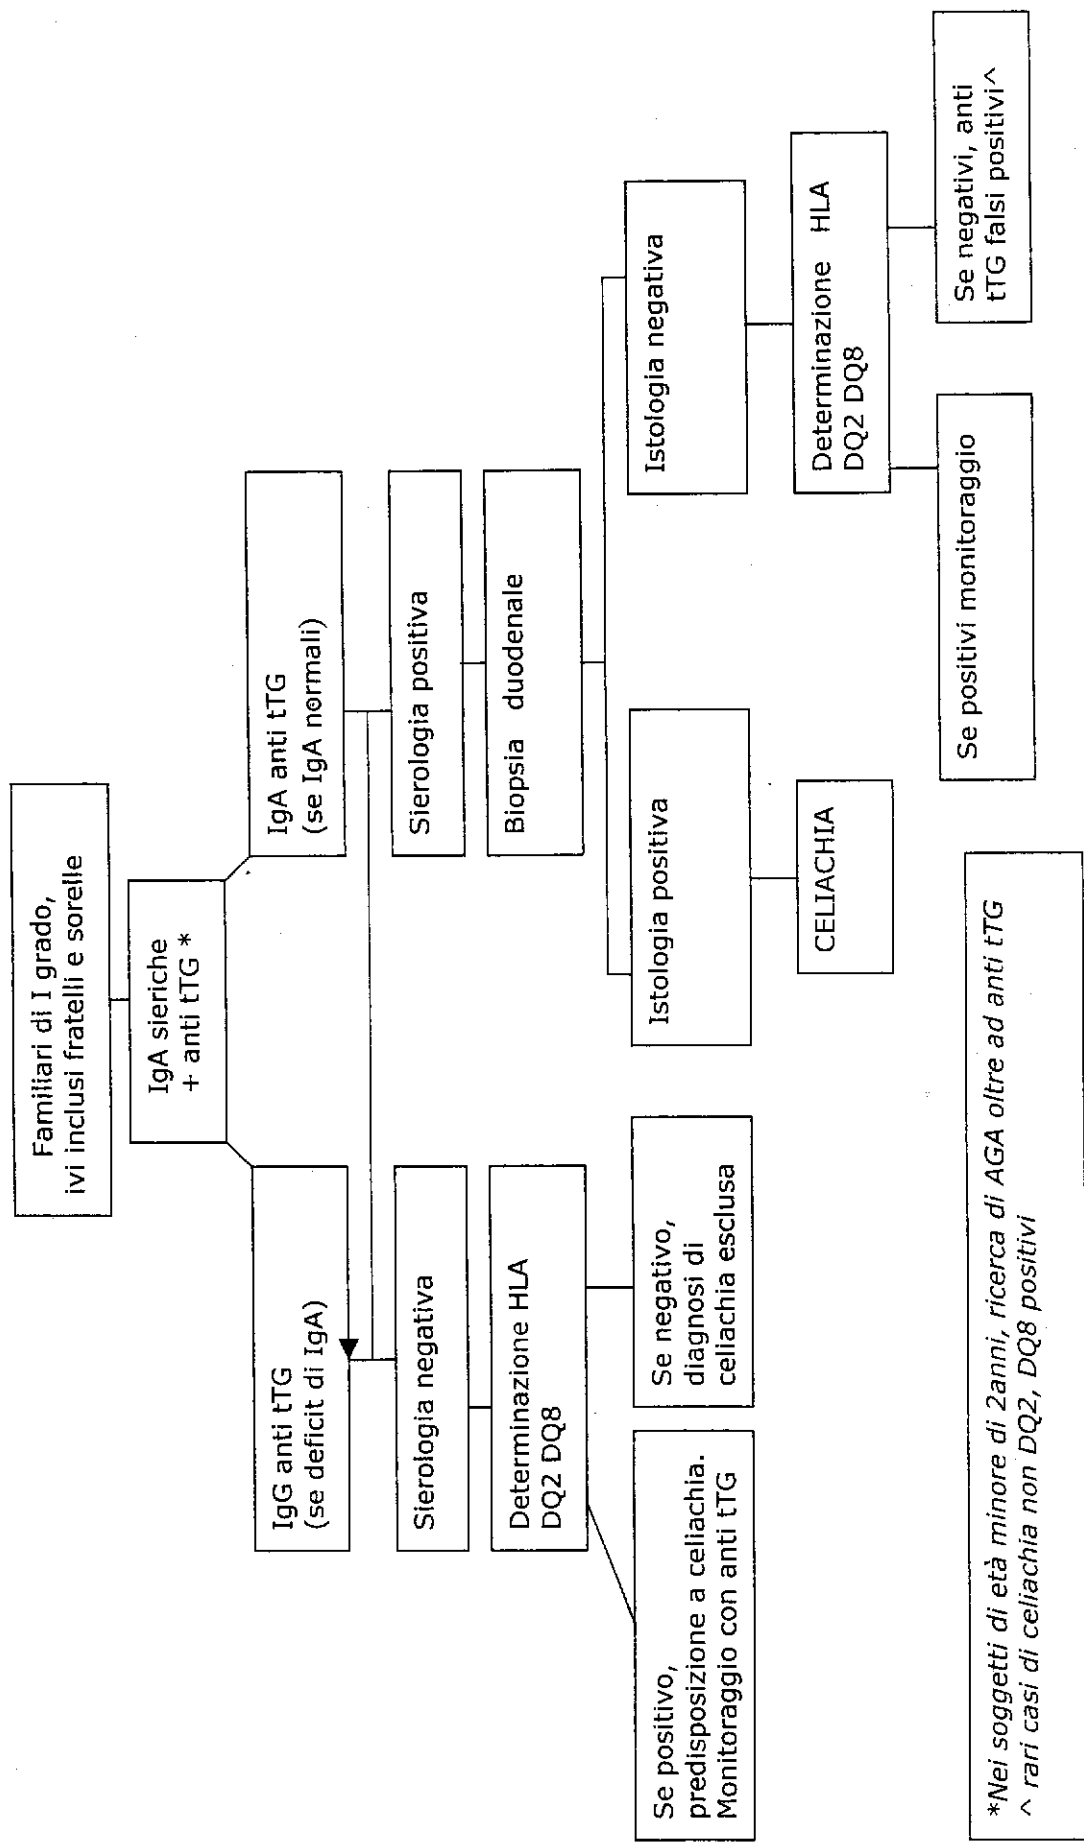 Familiari di I grado,
ivi inclusi fratelli e sorelle
IgA sieriche
+ anti tTG *
IgG anti tTG
(se deficit di IgA)
IgA anti tTG
(se IgA normali)
Sierologia negativa
Sierologia positiva
Determinazione HLA
DQ2 DQ8
Biopsia duodenale
Se positivo,
predisposizione a celiachia.
Monitoraggio con anti tTG
Se negativo,
diagnosi di
celiachia esclusa
Istologia positiva
Istologia negativa
CELIACHIA
Determinazione HLA
DQ2 DQ8
Se positivi monitoraggio
Se negativi, anti
tTG falsi positivi^
*Nei soggetti di età minore di 2anni, ricerca di AGA oltre ad anti tTG
^ rari casi di celiachia non DQ2, DQ8 positivi